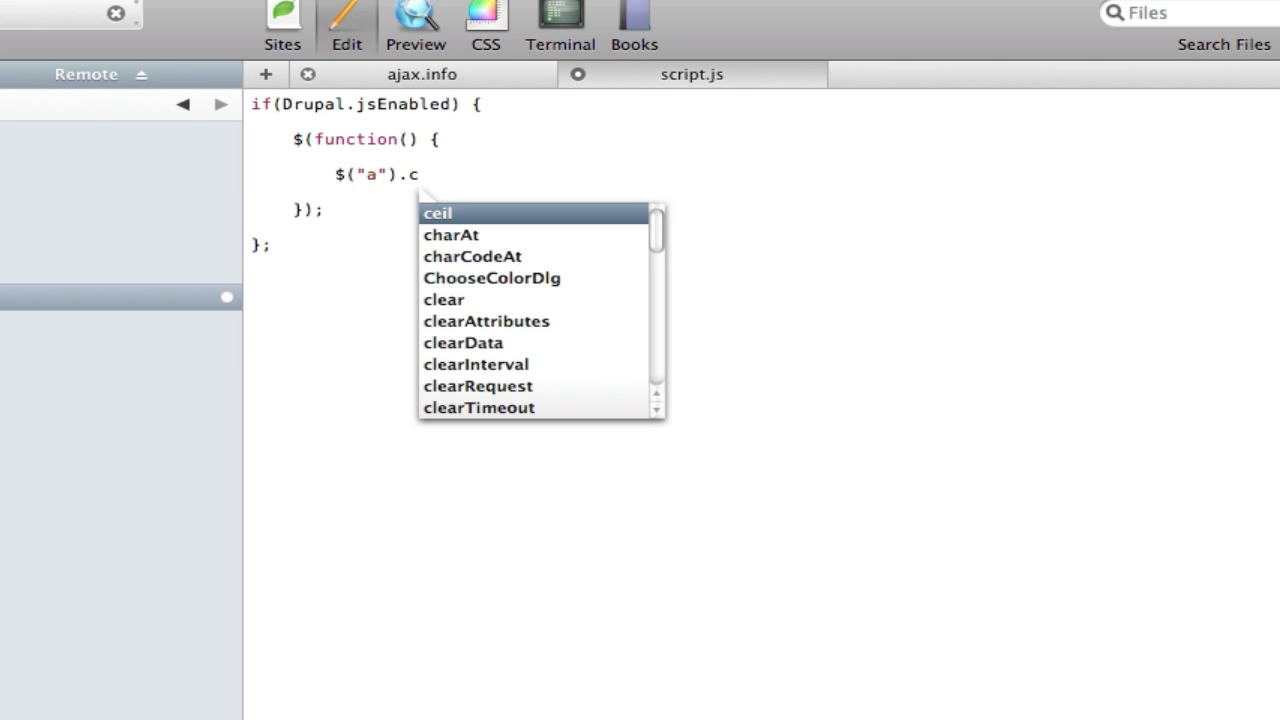 Files
Sites Edit Preview CSS Terminal Books Search Files
Remote
+ ajax.info script.js
if(Drupal.jsEnabled) {
$(function() {
$("a").c
});
};
ceil
charAt
charCodeAt
ChooseColorDlg
clear
clearAttributes
clearData
clearInterval
clearRequest
clearTimeout